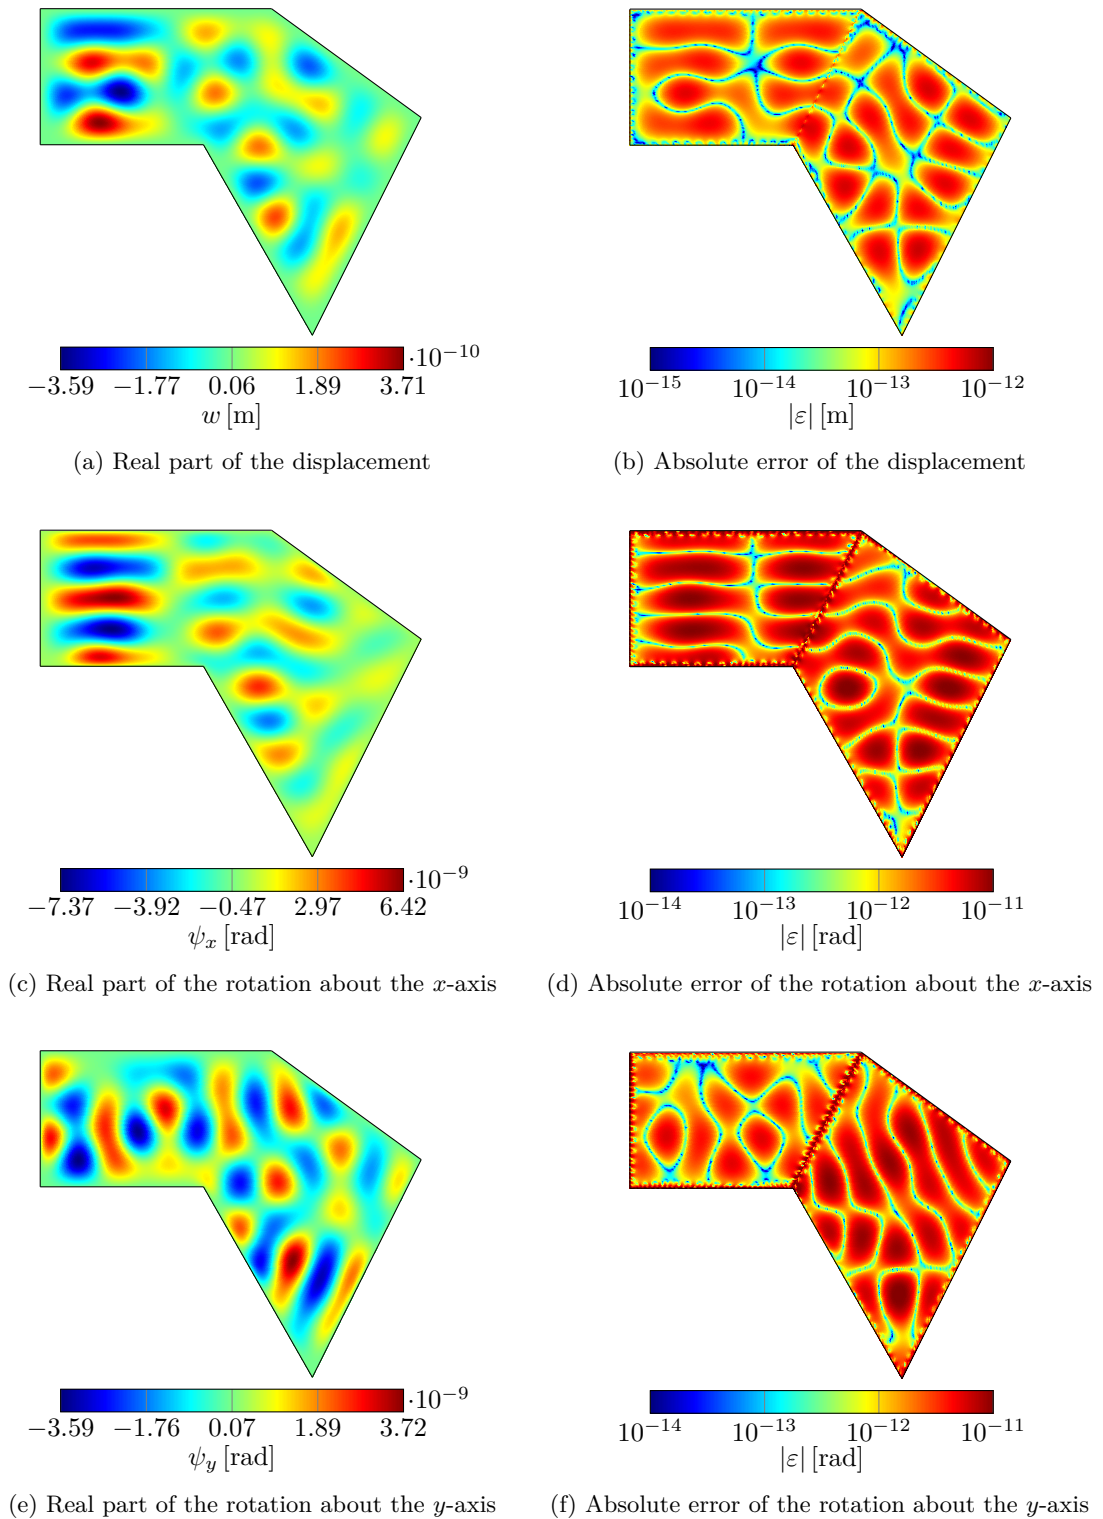 −3.59 −1.77 0.06 1.89 3.71 ·10⁻¹⁰
w [m]
10⁻¹⁵ 10⁻¹⁴ 10⁻¹³ 10⁻¹²
|ε| [m]
(a) Real part of the displacement
(b) Absolute error of the displacement
−7.37 −3.92 −0.47 2.97 6.42 ·10⁻⁹
ψₓ [rad]
10⁻¹⁴ 10⁻¹³ 10⁻¹² 10⁻¹¹
|ε| [rad]
(c) Real part of the rotation about the x-axis
(d) Absolute error of the rotation about the x-axis
−3.59 −1.76 0.07 1.89 3.72 ·10⁻⁹
ψ_y [rad]
10⁻¹⁴ 10⁻¹³ 10⁻¹² 10⁻¹¹
|ε| [rad]
(e) Real part of the rotation about the y-axis
(f) Absolute error of the rotation about the y-axis